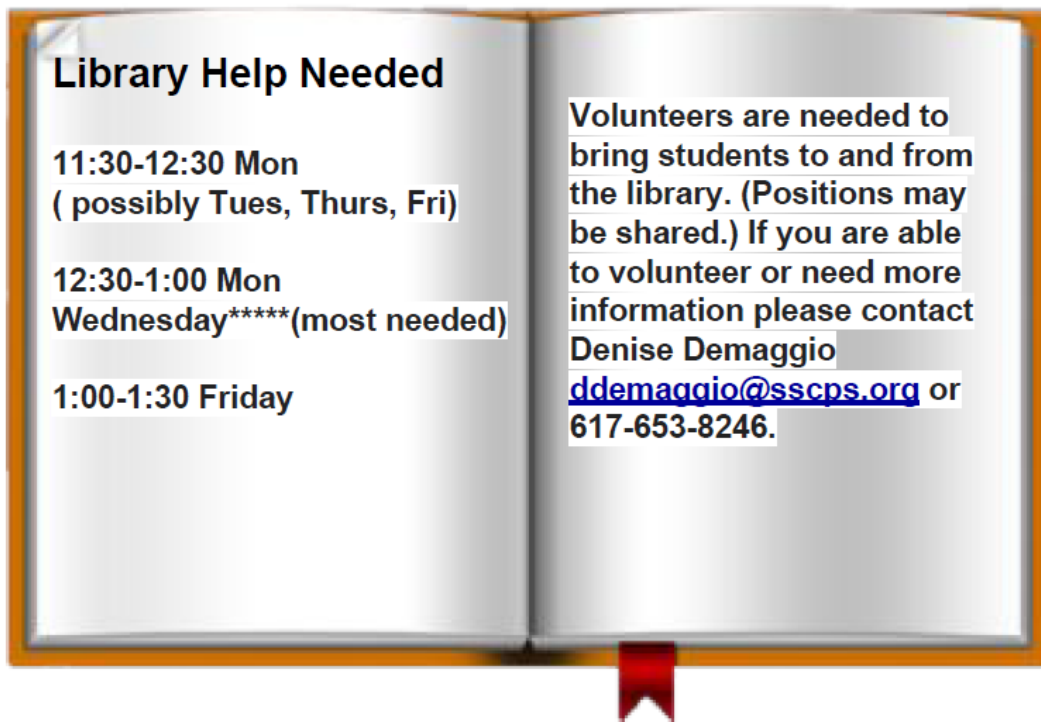 Library Help Needed
11:30-12:30 Mon
( possibly Tues, Thurs, Fri)
12:30-1:00 Mon
Wednesday*****(most needed)
1:00-1:30 Friday
Volunteers are needed to
bring students to and from
the library. (Positions may
be shared.) If you are able
to volunteer or need more
information please contact
Denise Demaggio
ddemaggio@sscps.org or
617-653-8246.